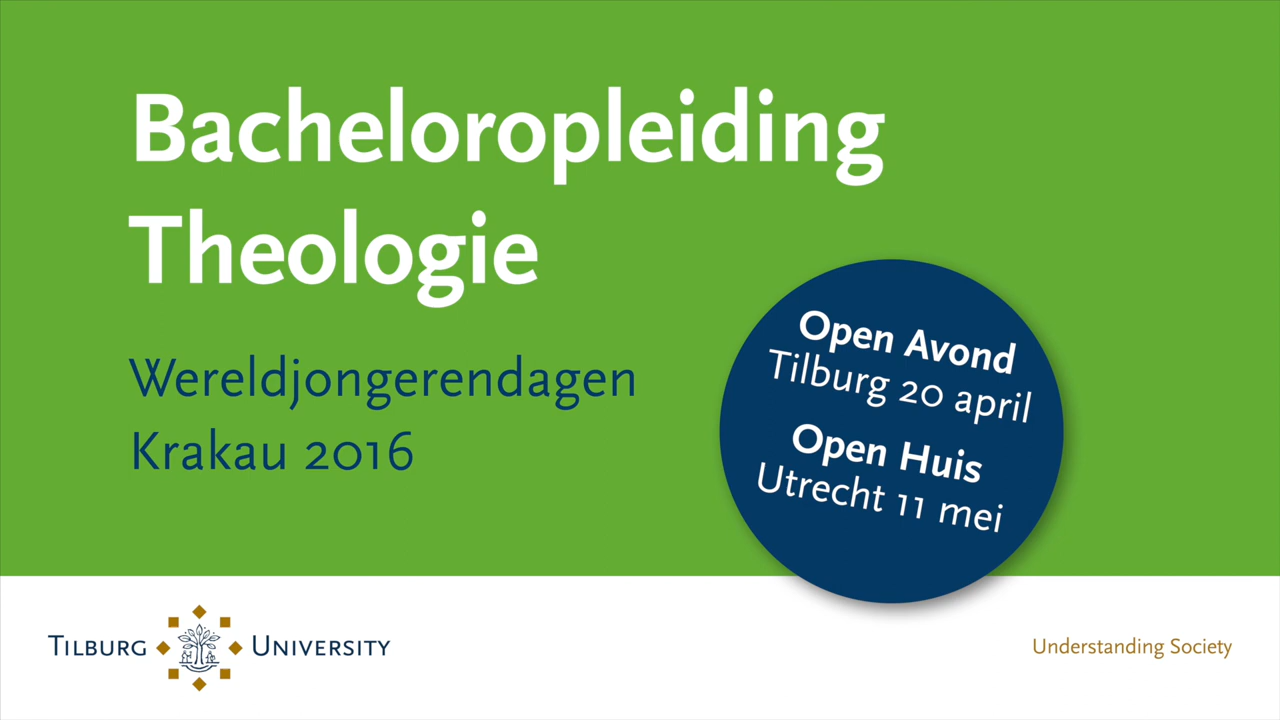 Bacheloropleiding
Theologie
Wereldjongerendagen
Krakau 2016
Open Avond
Tilburg 20 april
Open Huis
Utrecht 11 mei
Tilburg University
Understanding Society